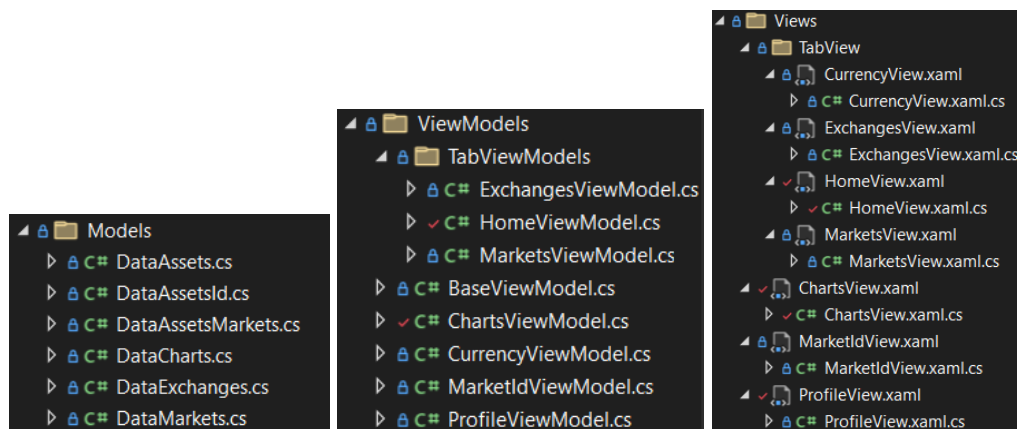 Models
C# DataAssets.cs
C# DataAssetsId.cs
C# DataAssetsMarkets.cs
C# DataCharts.cs
C# DataExchanges.cs
C# DataMarkets.cs
ViewModels
TabViewModels
C# ExchangesViewModel.cs
C# HomeViewModel.cs
C# MarketsViewModel.cs
C# BaseViewModel.cs
C# ChartsViewModel.cs
C# CurrencyViewModel.cs
C# MarketIdViewModel.cs
C# ProfileViewModel.cs
Views
TabView
CurrencyView.xaml
C# CurrencyView.xaml.cs
ExchangesView.xaml
C# ExchangesView.xaml.cs
HomeView.xaml
C# HomeView.xaml.cs
MarketsView.xaml
C# MarketsView.xaml.cs
ChartsView.xaml
C# ChartsView.xaml.cs
MarketIdView.xaml
C# MarketIdView.xaml.cs
ProfileView.xaml
C# ProfileView.xaml.cs